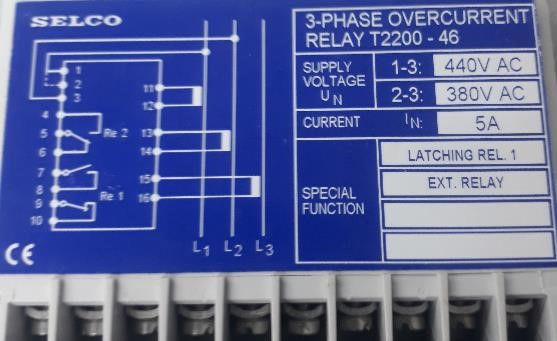 SELCO
1
2
3
4
5
6
7
8
9
10
Re 2
Re 1
11
12
13
14
15
16
L1
L2
L3
CE
3-PHASE OVERCURRENT
RELAY T2200 - 46
SUPPLY
VOLTAGE
UN
1-3: 440V AC
2-3: 380V AC
CURRENT IN: 5A
SPECIAL
FUNCTION
LATCHING REL. 1
EXT. RELAY